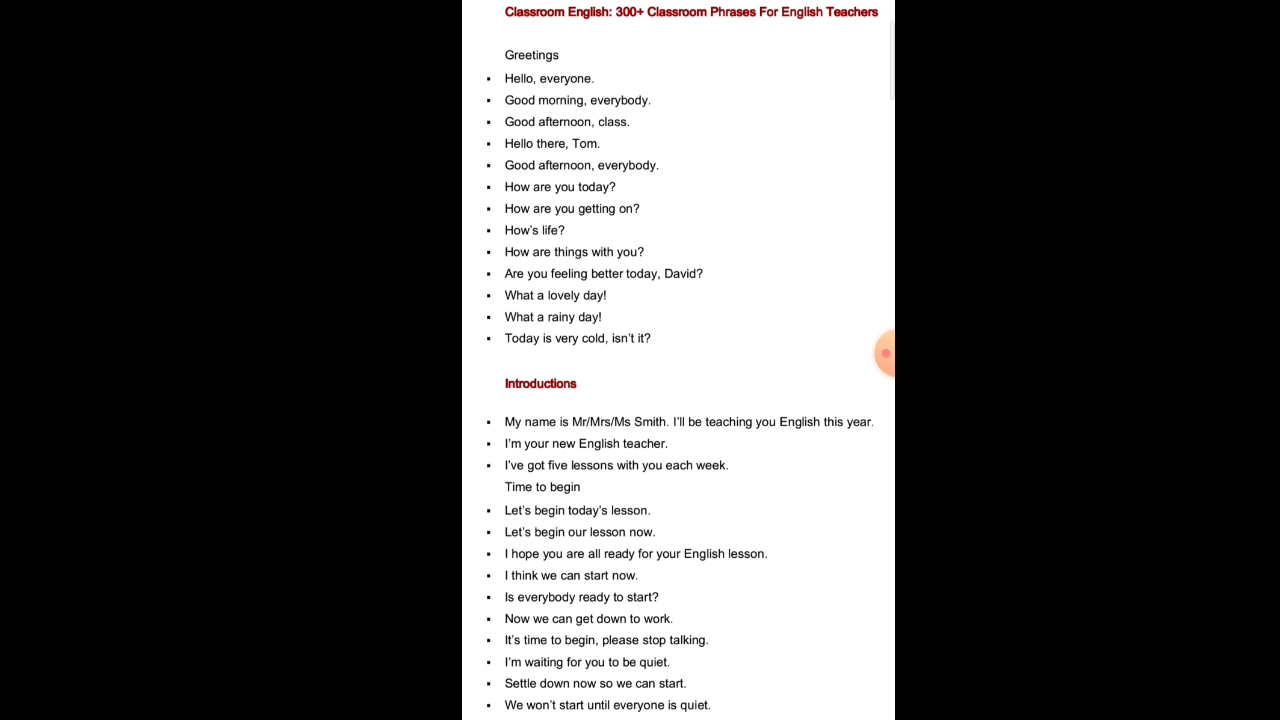 Classroom English: 300+ Classroom Phrases For English Teachers
Greetings
▪ Hello, everyone.
▪ Good morning, everybody.
▪ Good afternoon, class.
▪ Hello there, Tom.
▪ Good afternoon, everybody.
▪ How are you today?
▪ How are you getting on?
▪ How’s life?
▪ How are things with you?
▪ Are you feeling better today, David?
▪ What a lovely day!
▪ What a rainy day!
▪ Today is very cold, isn’t it?
Introductions
▪ My name is Mr/Mrs/Ms Smith. I’ll be teaching you English this year.
▪ I’m your new English teacher.
▪ I’ve got five lessons with you each week.
Time to begin
▪ Let’s begin today’s lesson.
▪ Let’s begin our lesson now.
▪ I hope you are all ready for your English lesson.
▪ I think we can start now.
▪ Is everybody ready to start?
▪ Now we can get down to work.
▪ It’s time to begin, please stop talking.
▪ I’m waiting for you to be quiet.
▪ Settle down now so we can start.
▪ We won’t start until everyone is quiet.